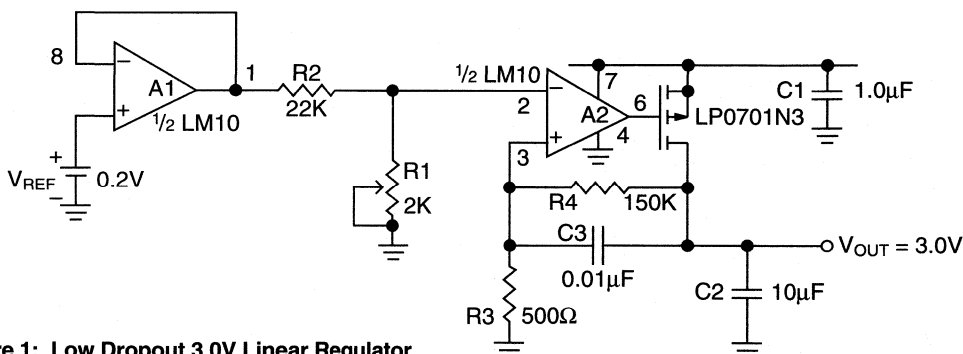 8
−
A1
+
1/2 LM10
1
R2
22K
+
VREF
−
0.2V
R1
2K
1/2 LM10
2
−
A2
+
3
7
6
4
LP0701N3
C1
1.0µF
R4
150K
C3
0.01µF
R3
500Ω
VOUT = 3.0V
C2
10µF
re 1: Low Dropout 3.0V Linear Regulator